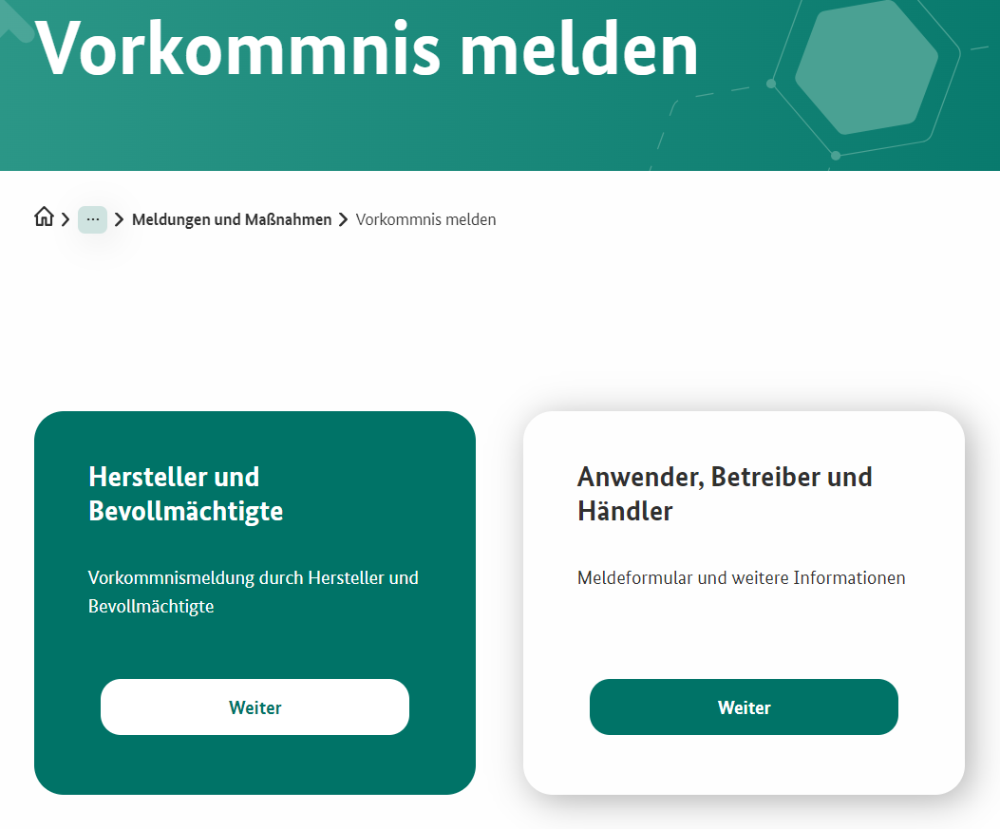 Vorkommnis melden
... Meldungen und Maßnahmen Vorkommnis melden
Hersteller und
Bevollmächtigte
Vorkommnismeldung durch Hersteller und
Bevollmächtigte
Weiter
Anwender, Betreiber und
Händler
Meldeformular und weitere Informationen
Weiter